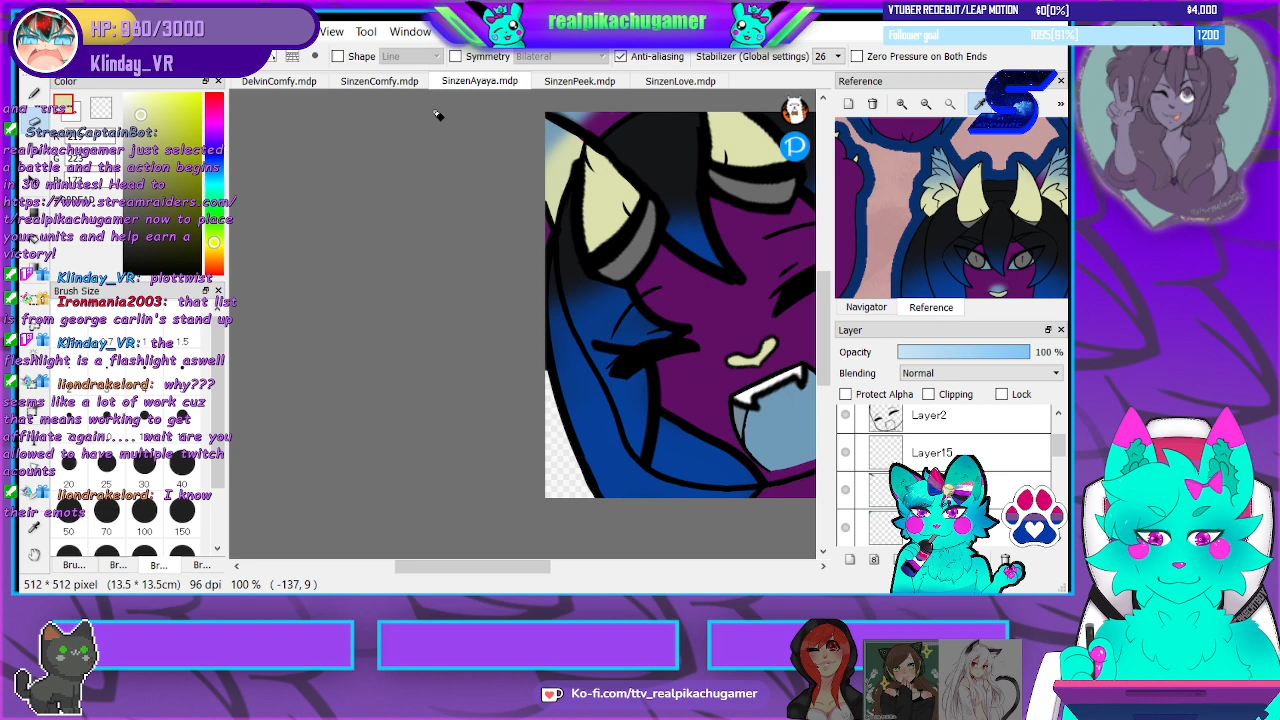 HP: 960/3000
Klinday_VR
realpikachugamer
VTUBER REDEBUT/LEAP MOTION $0[0%] $4,000
Follower goal 1095[91%] 1200
View Tool Window
Shape Line Symmetry Bilateral Anti-aliasing Stabilizer (Global settings) 26 Zero Pressure on Both Ends
Color
DelvinComfy.mdp SinzenComfy.mdp SinzenAyaya.mdp SinzenPeek.mdp SinzenLove.mdp
Reference
StreamCaptainBot:
realpikachugamer just selected
a battle and the action begins
in 30 minutes! Head to
https://www.streamraiders.com/
t/realpikachugamer now to place
your units and help earn a
victory!
Klinday_VR: plottwist
Brush Size
Ironmania2003: that list
is from george carlin's stand up
Klinday_VR: the
fleshlight is a flashlight aswell
liondrakelord: why???
seems like a lot of work cuz
that means working to get
affiliate again.... wait are you
allowed to have multiple twitch
acounts
20 25 30 40
liondrakelord: I know
their emots
50 70 100 150
Bru... Br... Br... Br...
Navigator Reference
Layer
Opacity 100 %
Blending Normal
Protect Alpha Clipping Lock
Layer2
Layer15
512 * 512 pixel (13.5 * 13.5cm) 96 dpi 100 % ( -137, 9 )
Ko-fi.com/ttv_realpikachugamer